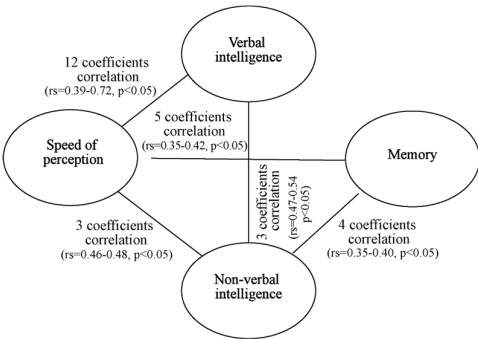 Verbal
intelligence
12 coefficients
correlation
(rs=0.39-0.72, p<0.05)
5 coefficients
correlation
(rs=0.35-0.42, p<0.05)
Speed of
perception
Memory
3 coefficients
correlation
(rs=0.47-0.54
p<0.05)
3 coefficients
correlation
(rs=0.46-0.48, p<0.05)
4 coefficients
correlation
(rs=0.35-0.40, p<0.05)
Non-verbal
intelligence